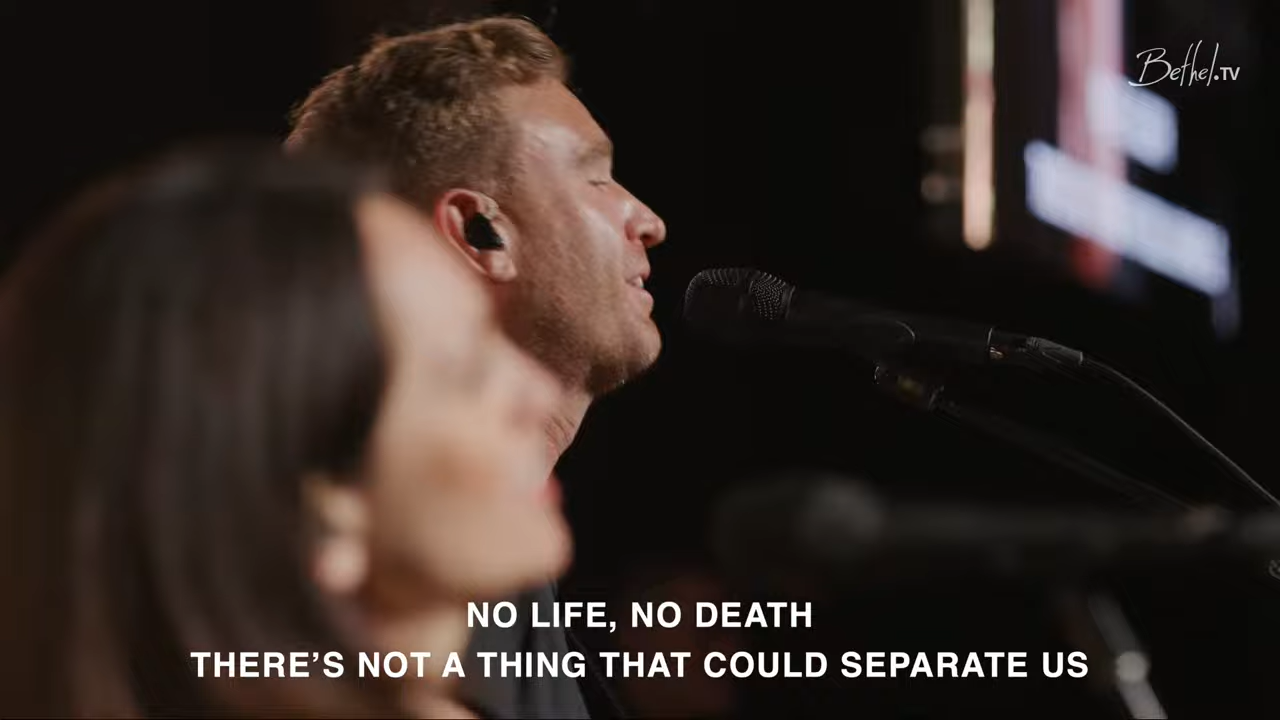 Bethel.TV
NO LIFE, NO DEATH
THERE'S NOT A THING THAT COULD SEPARATE US